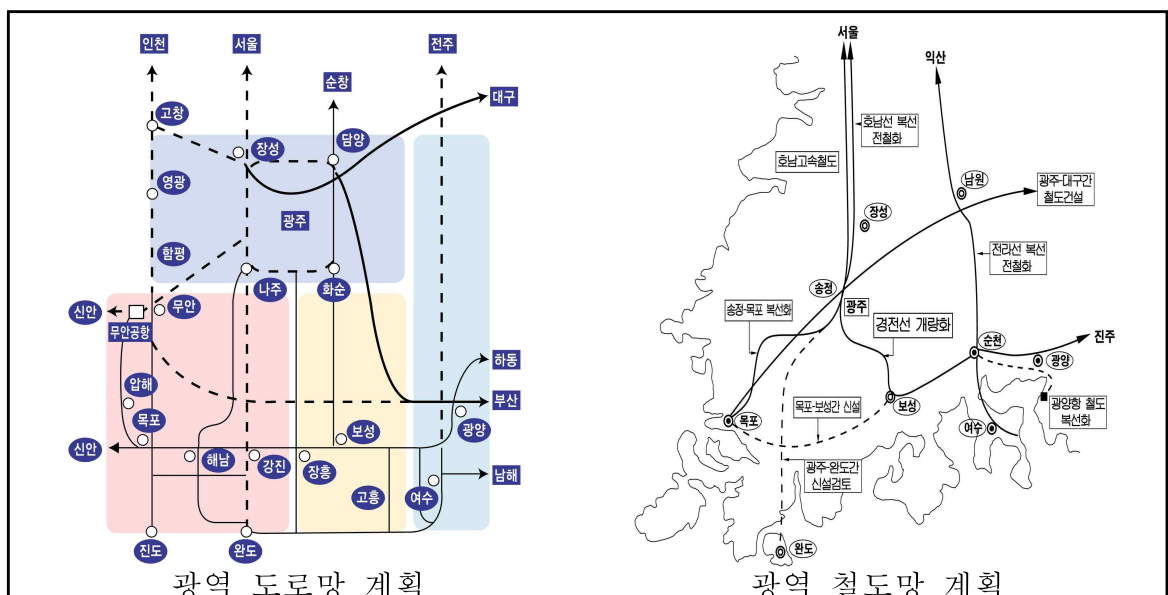 인천
서울
전주
순창
대구
고창
장성
담양
영광
광주
함평
나주
화순
신안
무안
무안공항
하동
압해
부산
목포
보성
광양
신안
해남
강진
장흥
고흥
여수
남해
진도
완도
광역 도로망 계획
서울
익산
호남선 복선
전철화
호남고속철도
남원
광주-대구간
철도건설
장성
전라선 복선
전철화
송정
광주
송정-목포 복선화
경전선 개량화
순천
진주
광양
보성
광양항 철도
복선화
목포
목포-보성간 신설
여수
광주-완도간
신설검토
완도
광역 철도망 계획